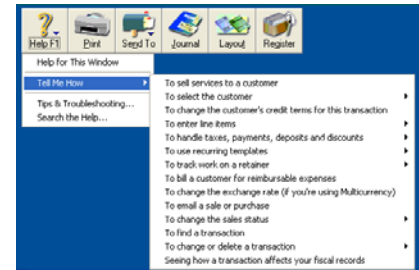 Help F1 Print Send To Journal Layout Register
Help for This Window
Tell Me How
Tips & Troubleshooting...
Search the Help...
To sell services to a customer
To select the customer
To change the customer's credit terms for this transaction
To enter line items
To handle taxes, payments, deposits and discounts
To use recurring templates
To track work on a retainer
To bill a customer for reimbursable expenses
To change the exchange rate (if you're using Multicurrency)
To email a sale or purchase
To change the sales status
To find a transaction
To change or delete a transaction
Seeing how a transaction affects your fiscal records